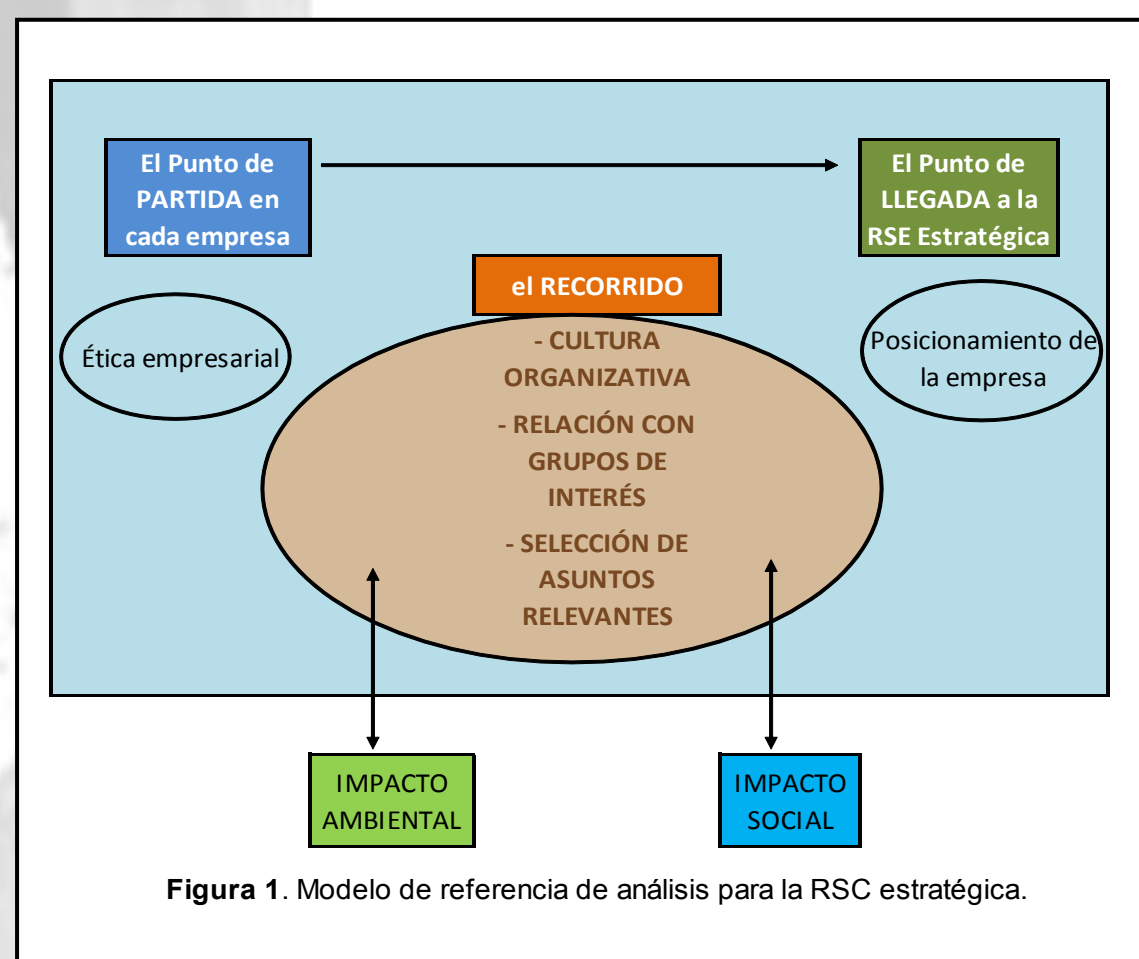 El Punto de
PARTIDA en
cada empresa
El Punto de
LLEGADA a la
RSE Estratégica
el RECORRIDO
Ética empresarial
- CULTURA
ORGANIZATIVA
- RELACIÓN CON
GRUPOS DE
INTERÉS
- SELECCIÓN DE
ASUNTOS
RELEVANTES
Posicionamiento de
la empresa
IMPACTO
AMBIENTAL
IMPACTO
SOCIAL
Figura 1. Modelo de referencia de análisis para la RSC estratégica.